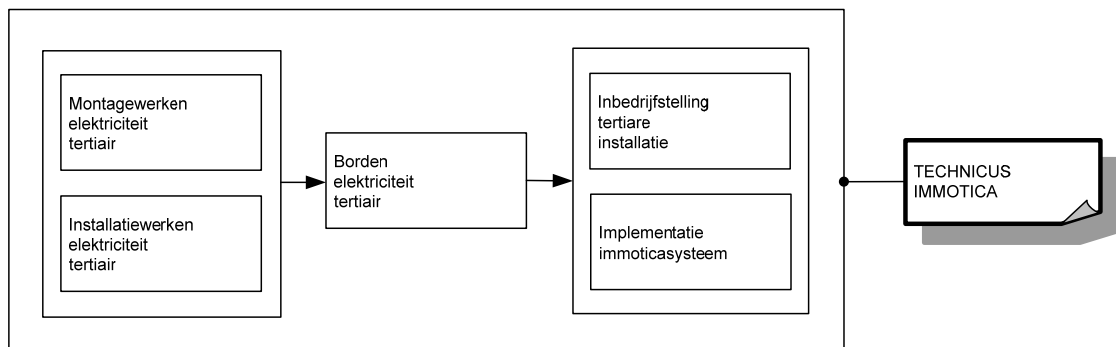 Montagewerken
elektriciteit
tertiair
Installatiewerken
elektriciteit
tertiair
Borden
elektriciteit
tertiair
Inbedrijfstelling
tertiare
installatie
Implementatie
immoticasysteem
TECHNICUS
IMMOTICA